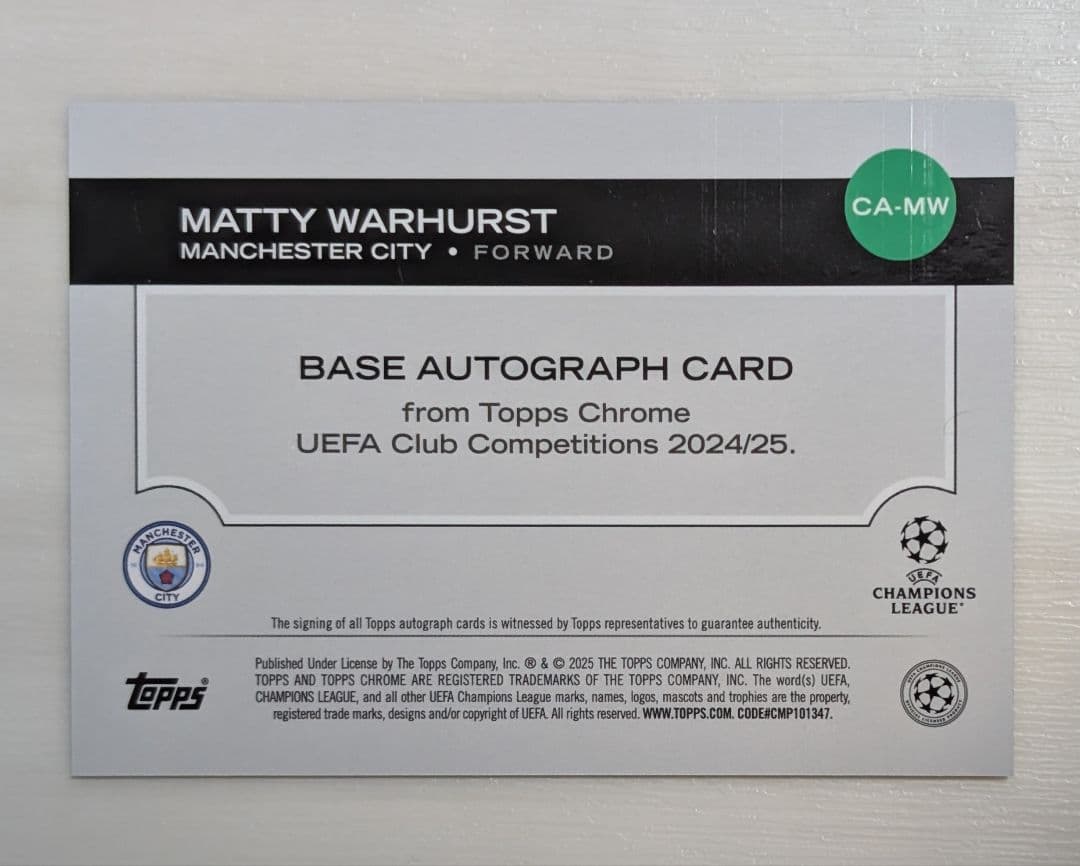 MATTY WARHURST
MANCHESTER CITY • FORWARD
CA-MW
BASE AUTOGRAPH CARD
from Topps Chrome
UEFA Club Competitions 2024/25.
MANCHESTER
CITY
UEFA
CHAMPIONS
LEAGUE®
The signing of all Topps autograph cards is witnessed by Topps representatives to guarantee authenticity.
Topps®
Published Under License by The Topps Company, Inc. ® & © 2025 THE TOPPS COMPANY, INC. ALL RIGHTS RESERVED.
TOPPS AND TOPPS CHROME ARE REGISTERED TRADEMARKS OF THE TOPPS COMPANY, INC. The word(s) UEFA,
CHAMPIONS LEAGUE, and all other UEFA Champions League marks, names, logos, mascots and trophies are the property,
registered trade marks, designs and/or copyright of UEFA. All rights reserved. WWW.TOPPS.COM. CODE#CMP101347.